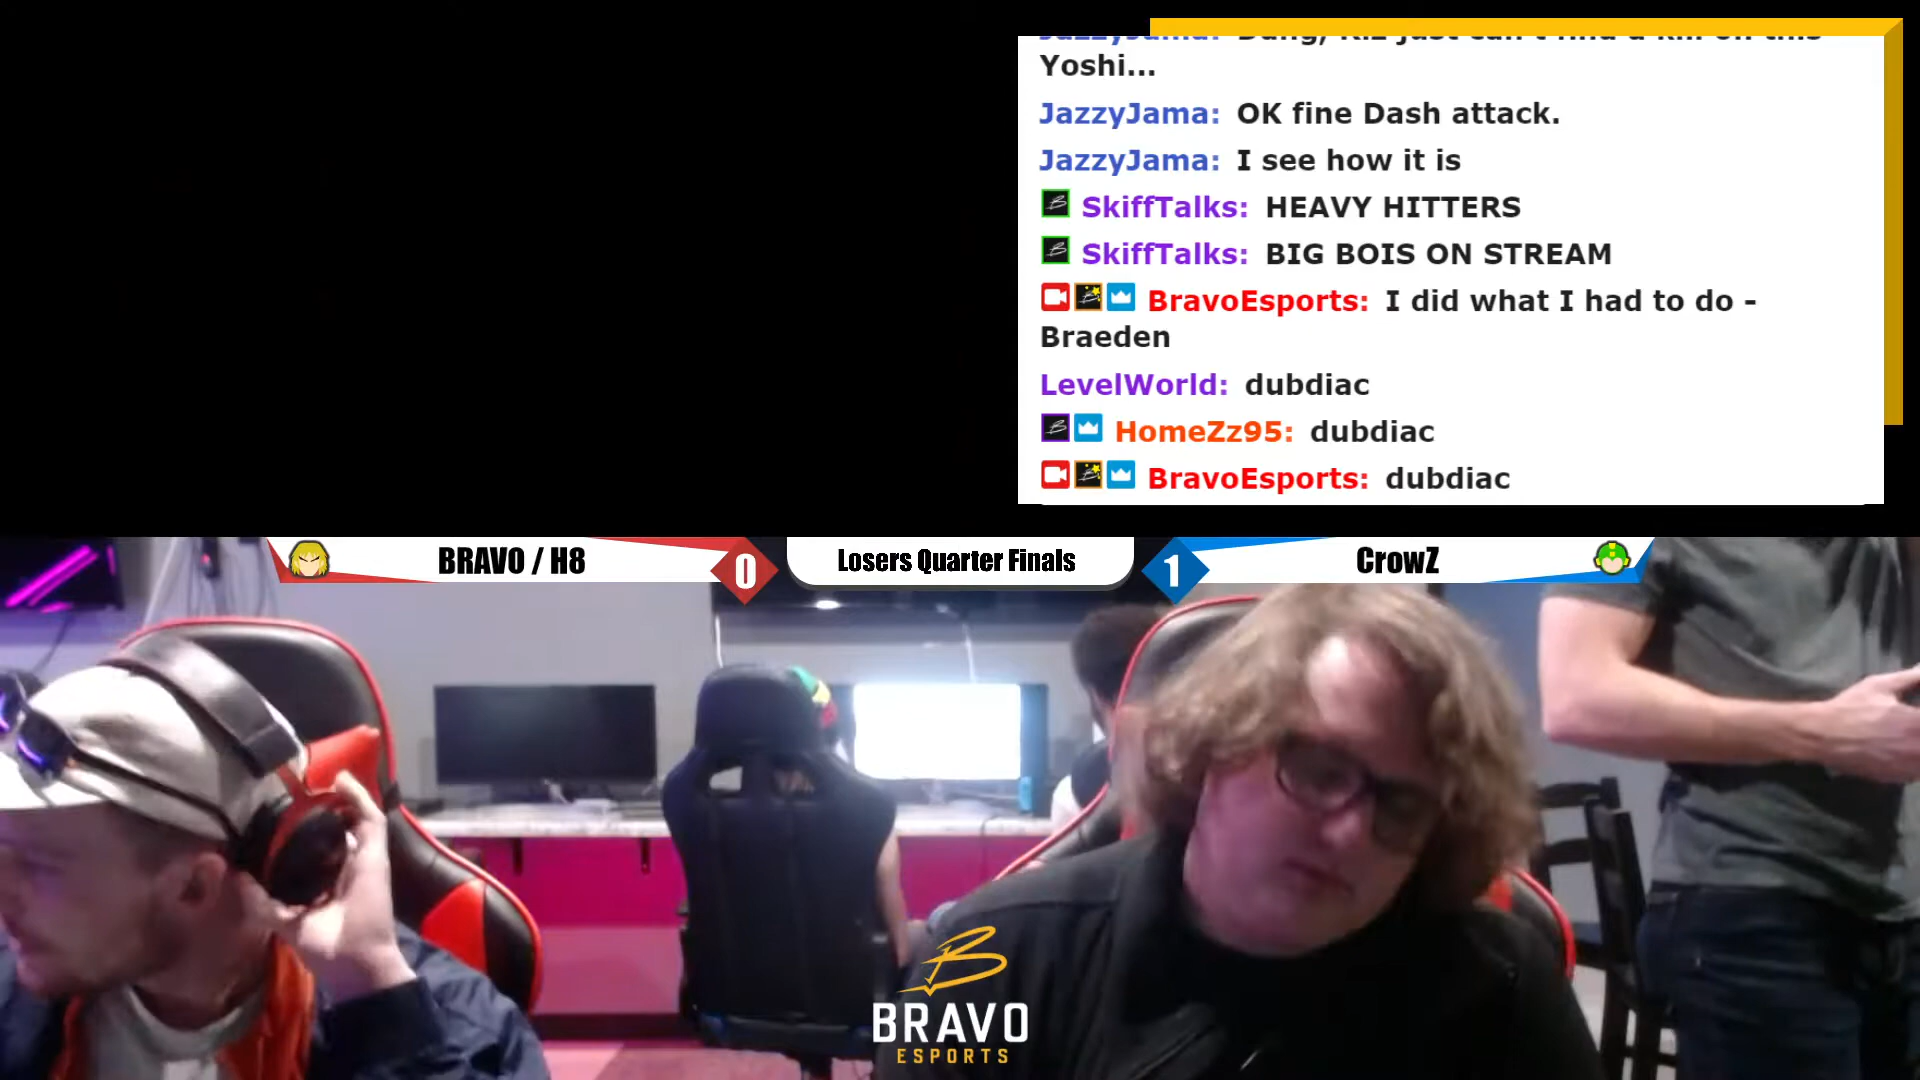 Yoshi...
JazzyJama: OK fine Dash attack.
JazzyJama: I see how it is
SkiffTalks: HEAVY HITTERS
SkiffTalks: BIG BOIS ON STREAM
BravoEsports: I did what I had to do -
Braeden
LevelWorld: dubdiac
HomeZz95: dubdiac
BravoEsports: dubdiac
BRAVO / H8 0 Losers Quarter Finals 1 CrowZ
BRAVO
ESPORTS